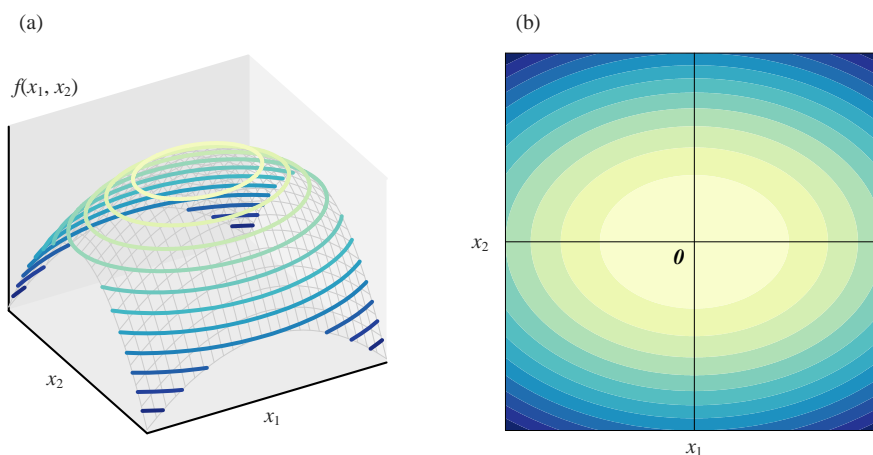 (a)
(b)
f(x₁, x₂)
x₂
x₁
x₂
0
x₁